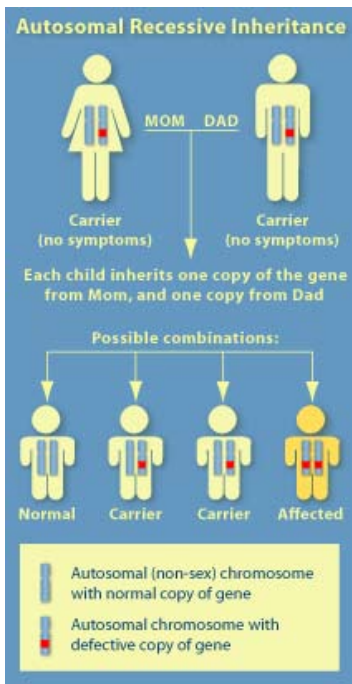 Autosomal Recessive Inheritance
MOM DAD
Carrier
(no symptoms)
Carrier
(no symptoms)
Each child inherits one copy of the gene
from Mom, and one copy from Dad
Possible combinations:
Normal Carrier Carrier Affected
Autosomal (non-sex) chromosome
with normal copy of gene
Autosomal chromosome with
defective copy of gene